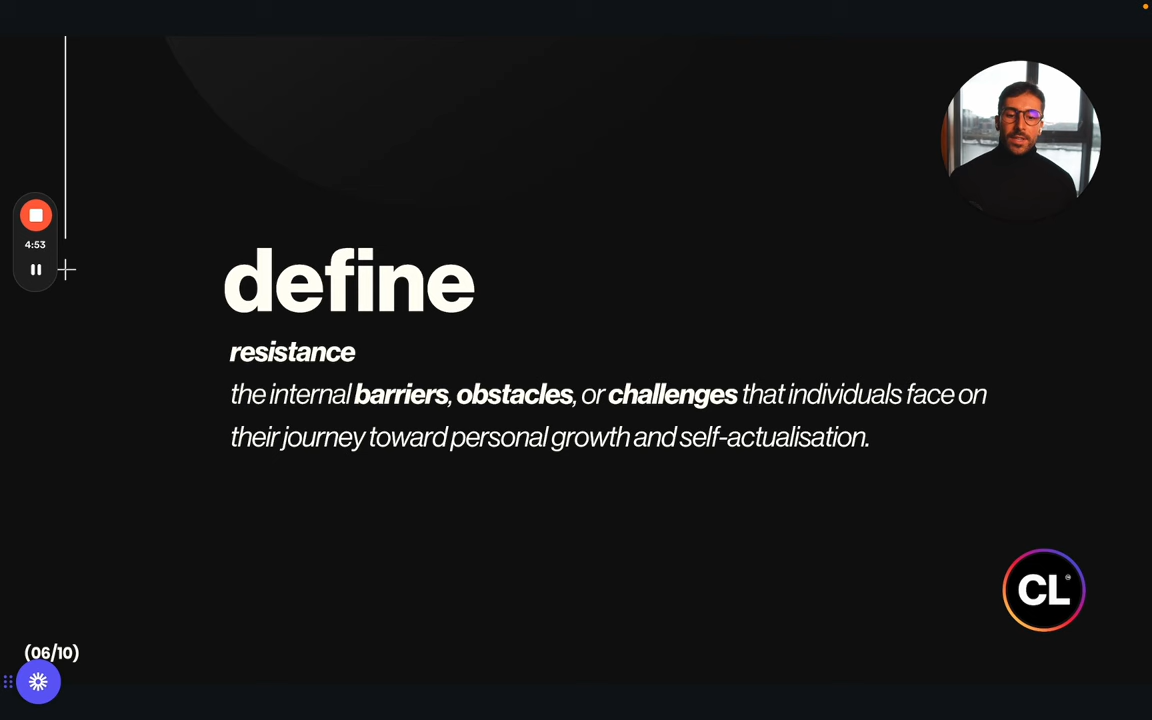 4:53
define
resistance
the internal barriers, obstacles, or challenges that individuals face on
their journey toward personal growth and self-actualisation.
CL
(06/10)